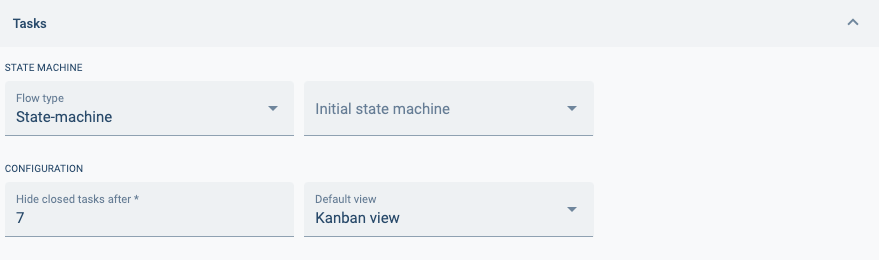 Tasks
STATE MACHINE
Flow type
State-machine
Initial state machine
CONFIGURATION
Hide closed tasks after *
7
Default view
Kanban view